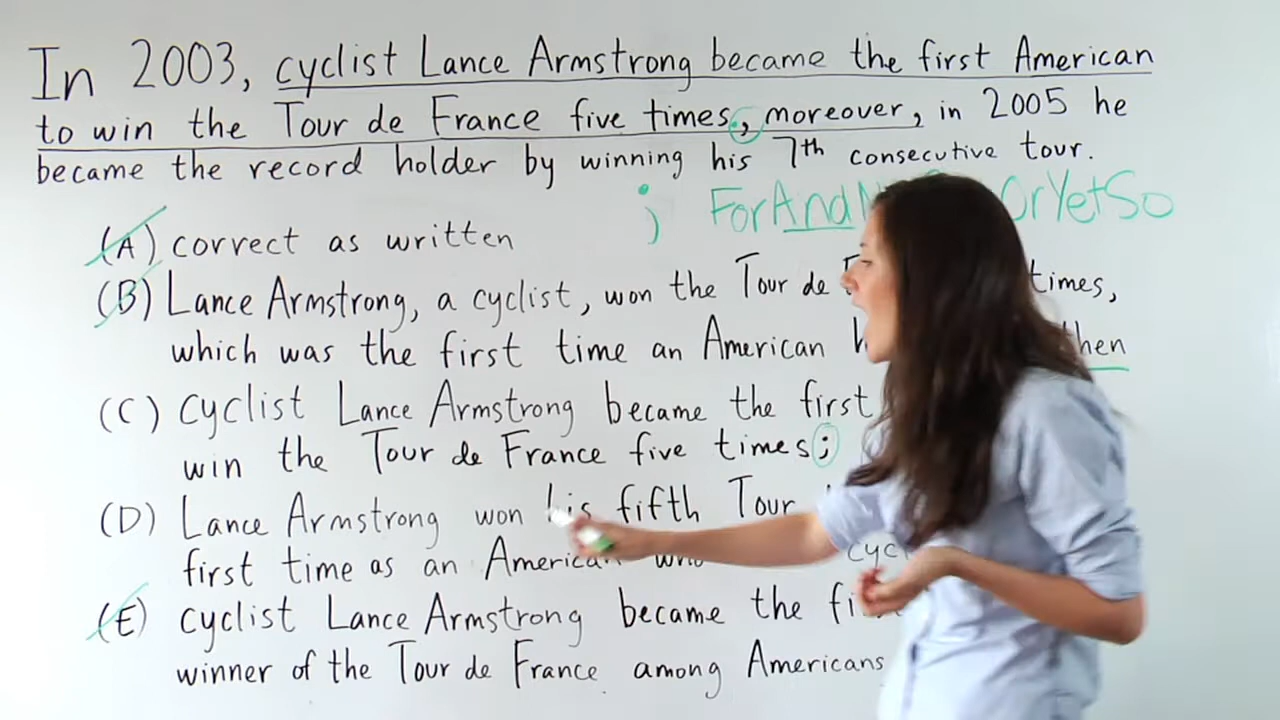 In 2003, cyclist Lance Armstrong became the first American
to win the Tour de France five times, moreover, in 2005 he
became the record holder by winning his 7th consecutive tour.
; ForAnd OrYetSo
(A) correct as written
(B) Lance Armstrong, a cyclist, won the Tour de times,
which was the first time an American
(C) cyclist Lance Armstrong became the first
win the Tour de France five times;
(D) Lance Armstrong won his fifth Tour
first time as an American who
(E) cyclist Lance Armstrong became the
winner of the Tour de France among Americans